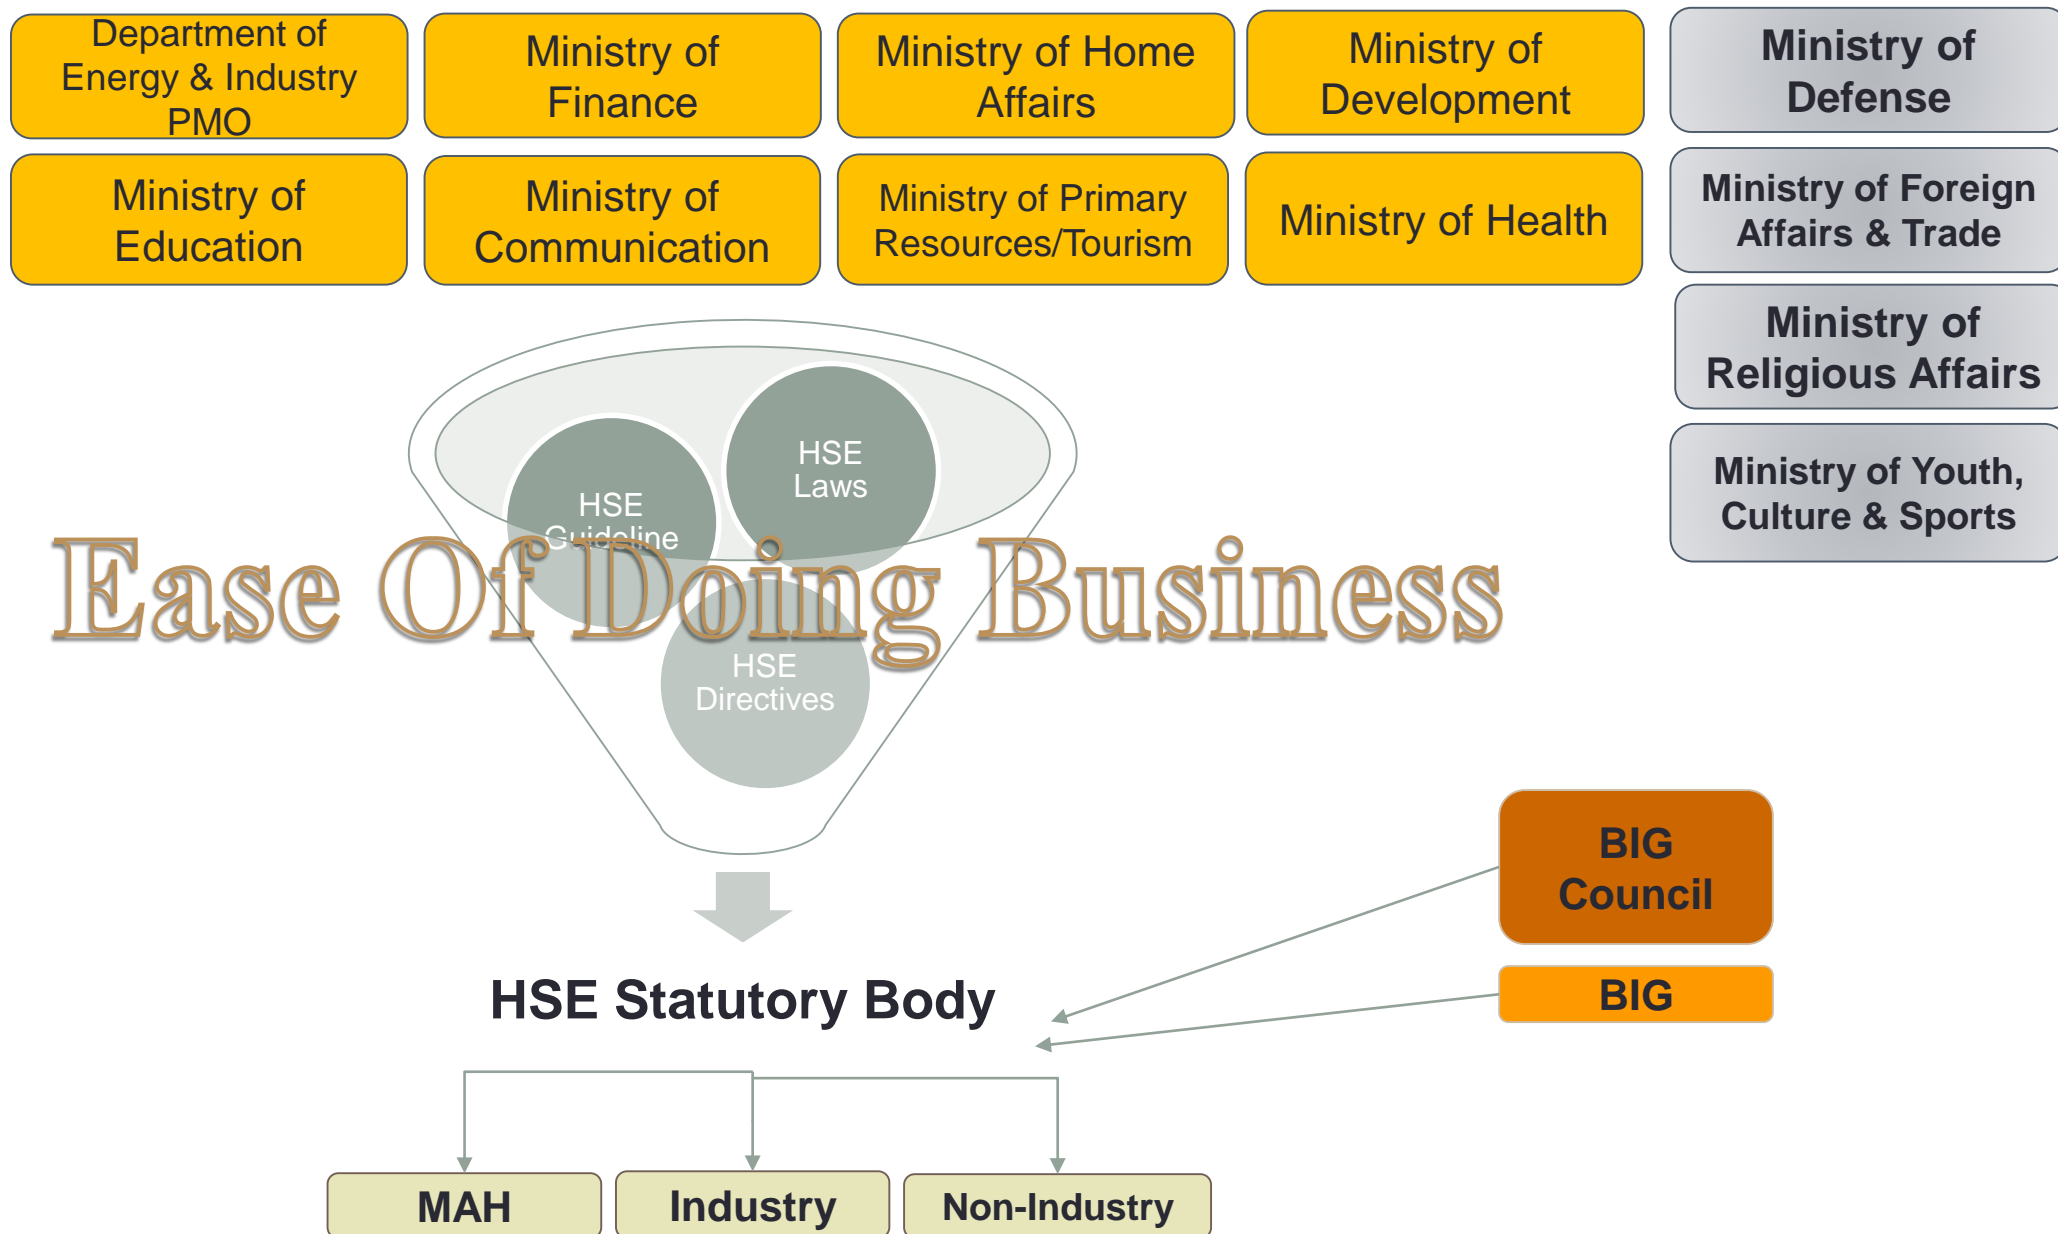 Department of
Energy & Industry
PMO
Ministry of
Finance
Ministry of Home
Affairs
Ministry of
Development
Ministry of
Defense
Ministry of
Education
Ministry of
Communication
Ministry of Primary
Resources/Tourism
Ministry of Health
Ministry of Foreign
Affairs & Trade
Ministry of
Religious Affairs
Ministry of Youth,
Culture & Sports
HSE
Laws
HSE
Guideline
Ease Of Doing Business
HSE
Directives
BIG
Council
HSE Statutory Body
BIG
MAH
Industry
Non-Industry